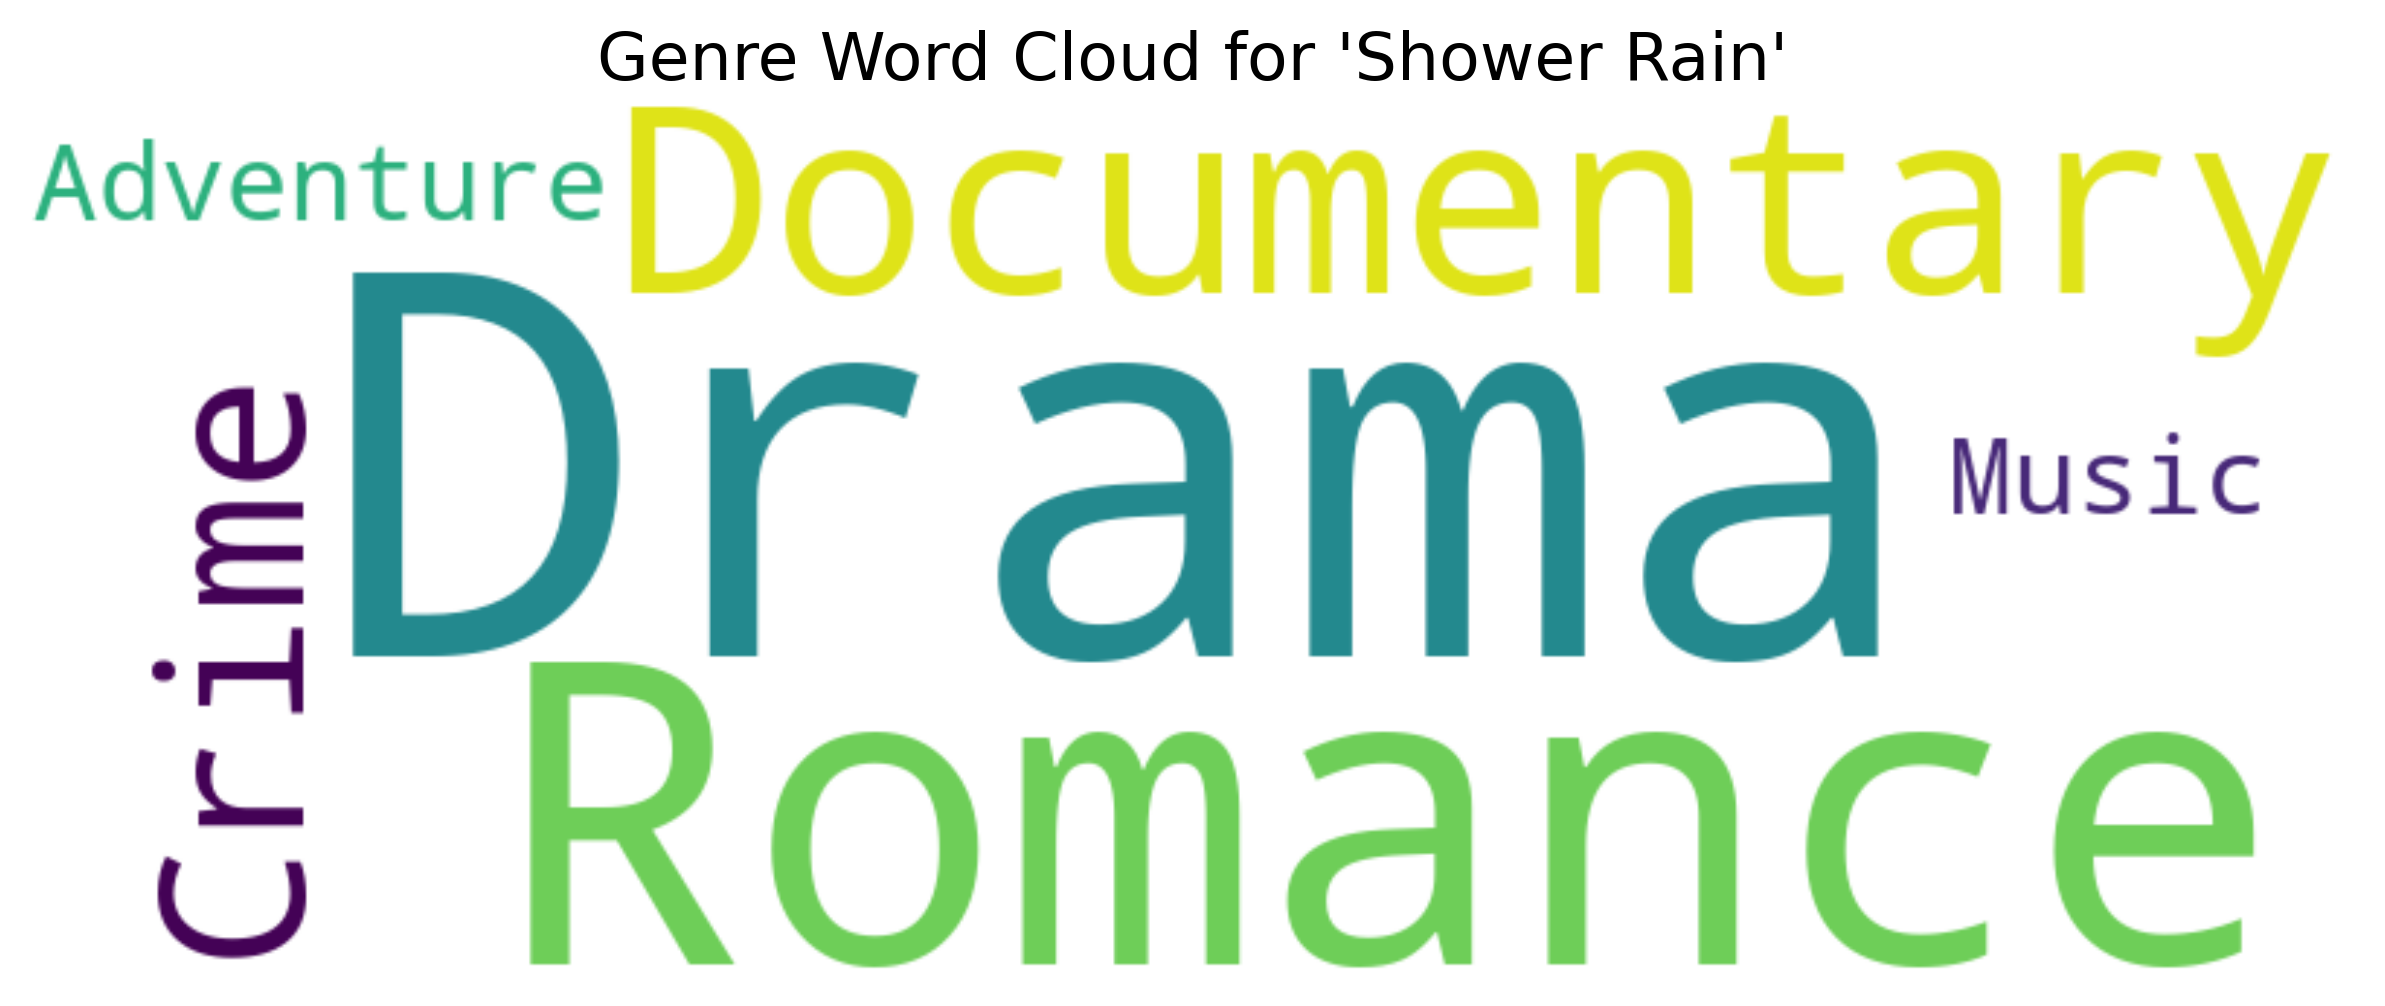 Genre Word Cloud for 'Shower Rain'
Adventure
Documentary
Crime
Drama
Music
Romance